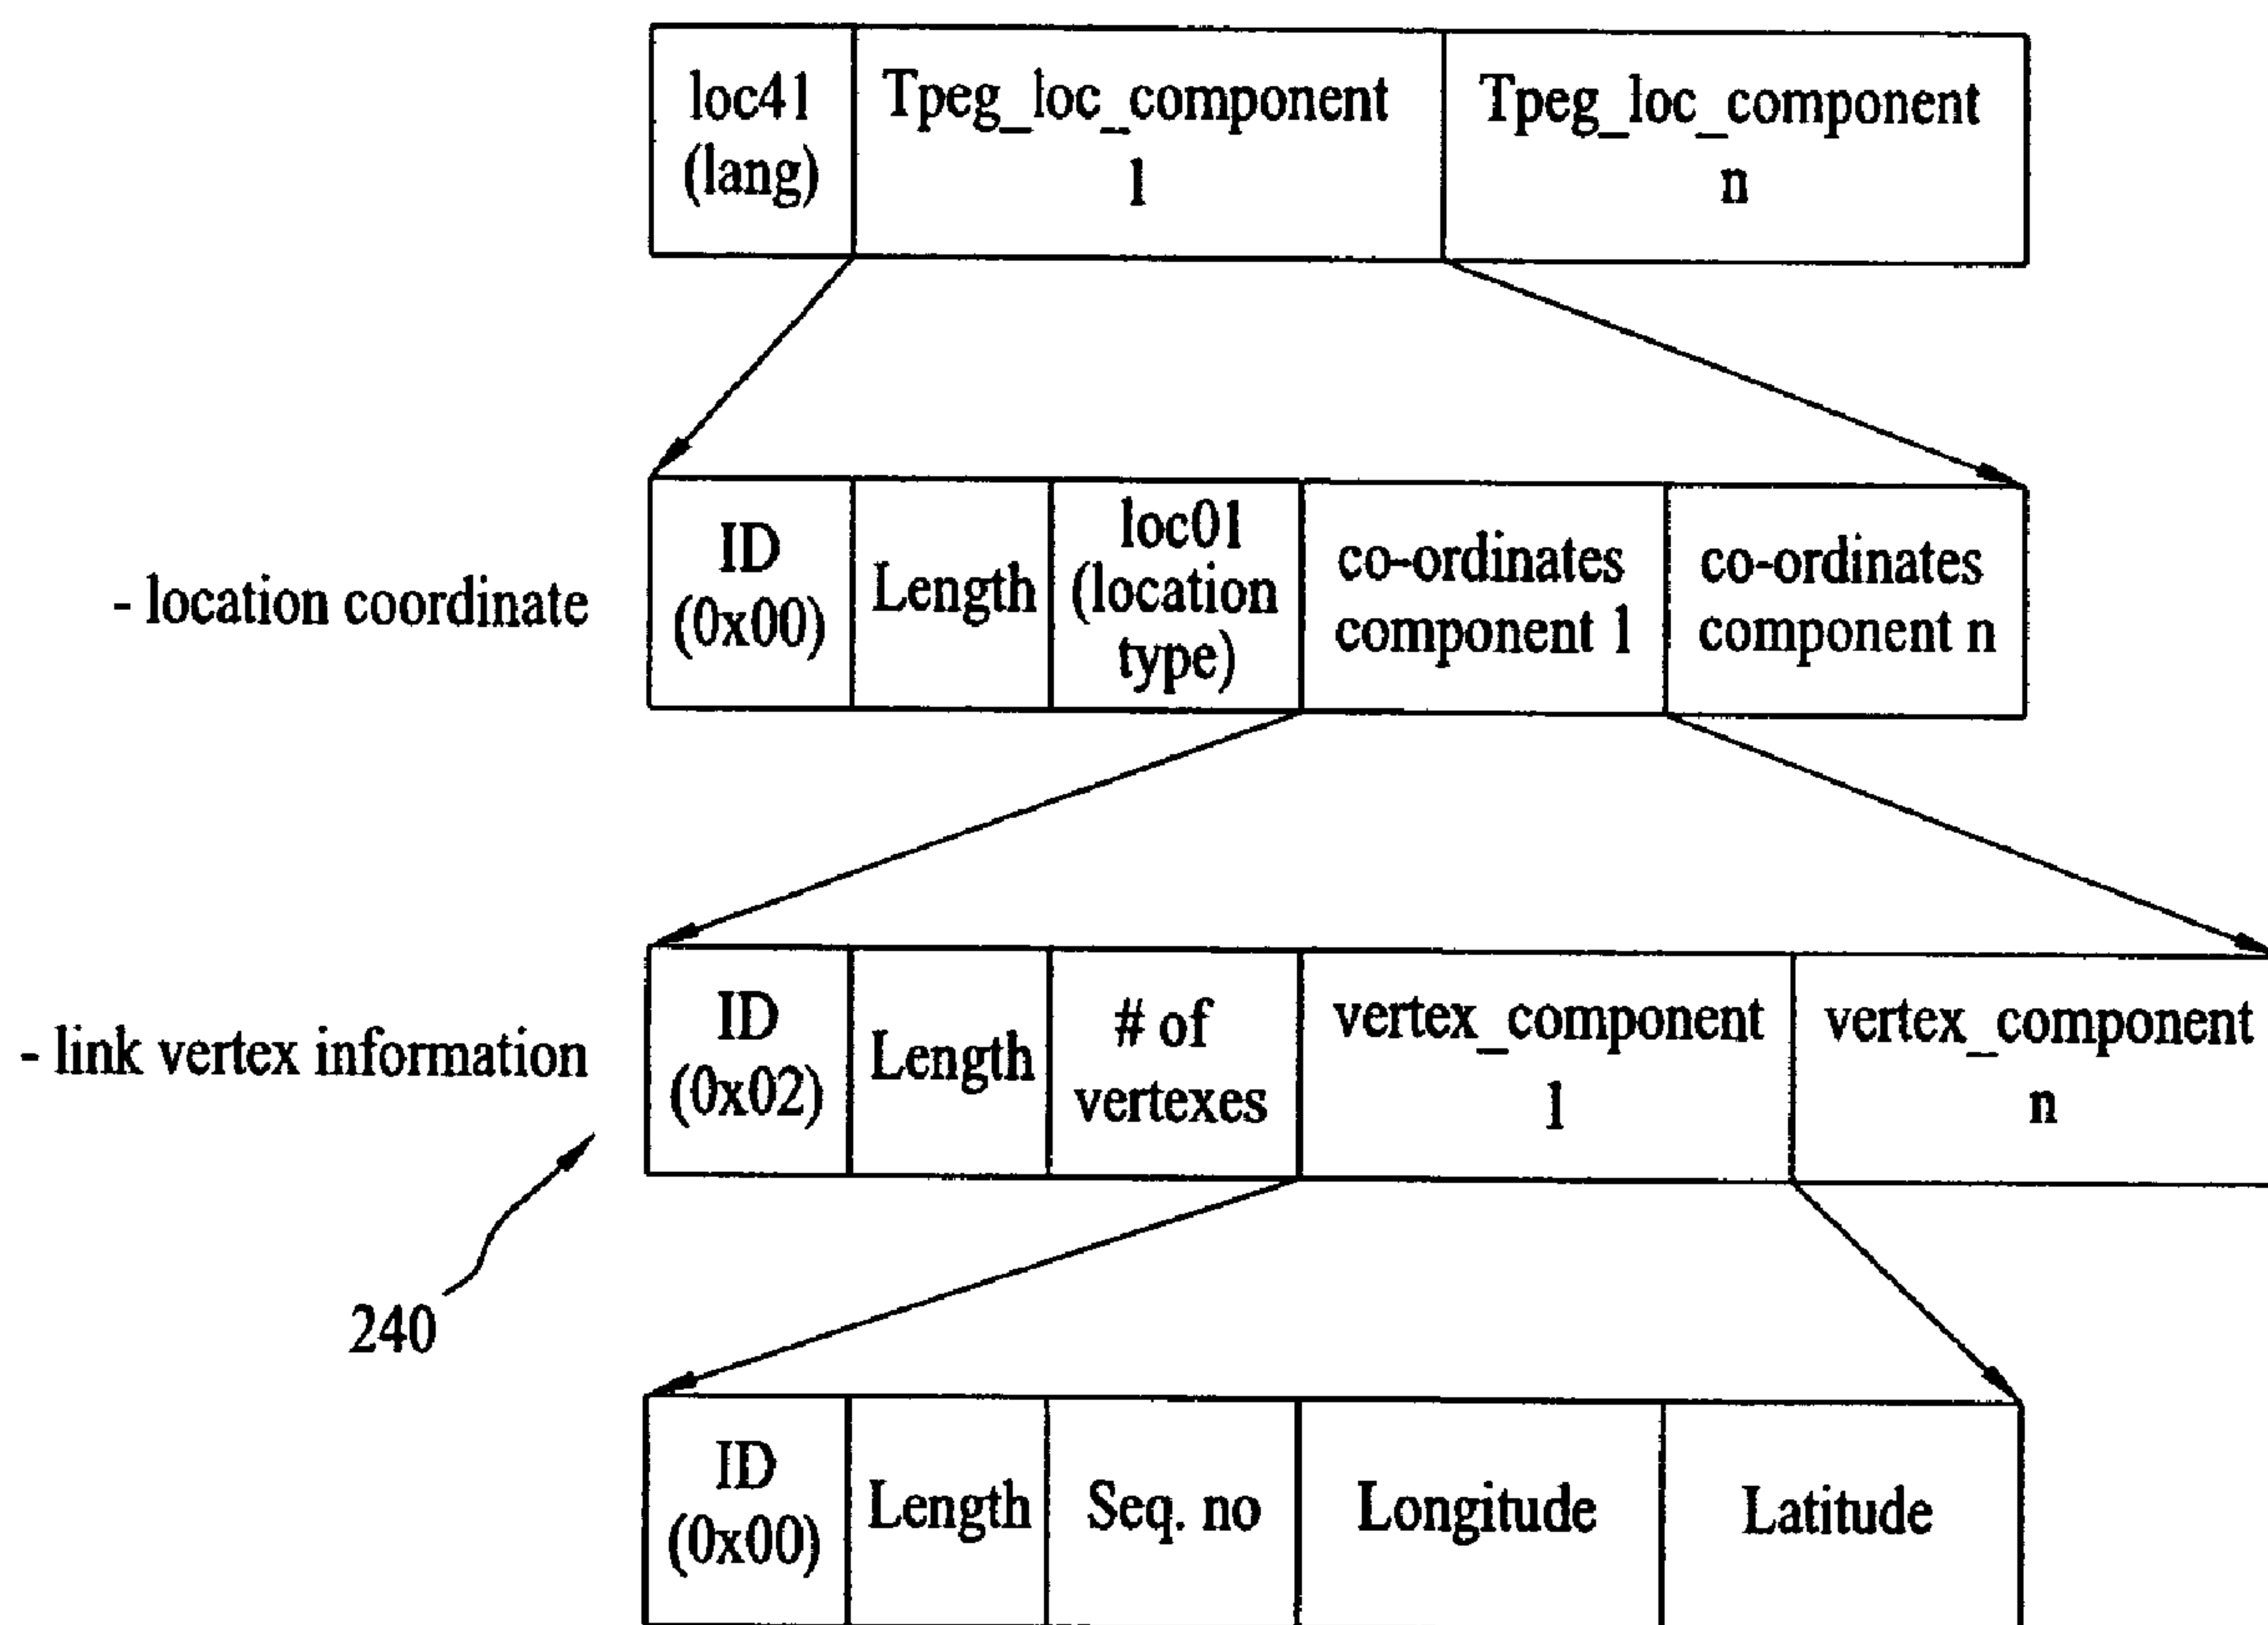 loc41
(lang)
Tpeg_loc_component
1
Tpeg_loc_component
n
- location coordinate
ID
(0x00)
Length
loc01
(location
type)
co-ordinates
component 1
co-ordinates
component n
- link vertex information
ID
(0x02)
Length
# of
vertexes
vertex_component
1
vertex_component
n
240
ID
(0x00)
Length
Seq. no
Longitude
Latitude